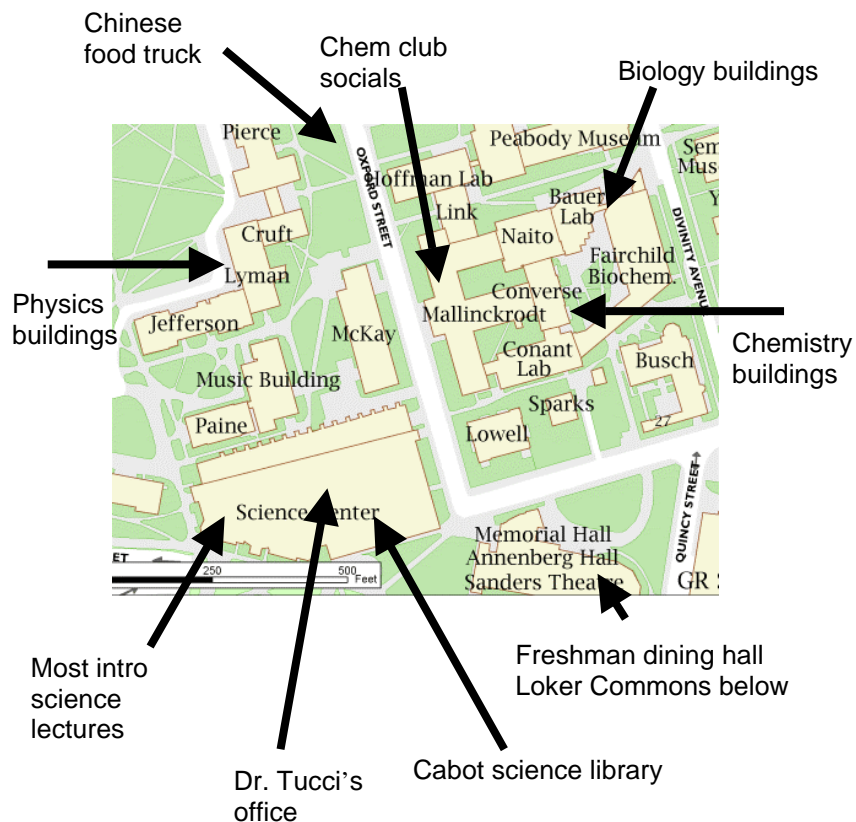 Chinese
food truck
Chem club
socials
Biology buildings
Pierce
OXFORD STREET
Peabody Museum
Hoffman Lab
Link
Bauer
Lab
Naito
DIVINITY AVENUE
Cruft
Lyman
Fairchild
Biochem.
Physics
buildings
Jefferson
McKay
Converse
Mallinckrodt
Conant
Lab
Busch
Chemistry
buildings
Music Building
Paine
Sparks
Lowell
27
QUINCY STREET
Science Center
Memorial Hall
Annenberg Hall
Sanders Theatre
GR
250
500
Feet
Most intro
science
lectures
Freshman dining hall
Loker Commons below
Dr. Tucci's
office
Cabot science library